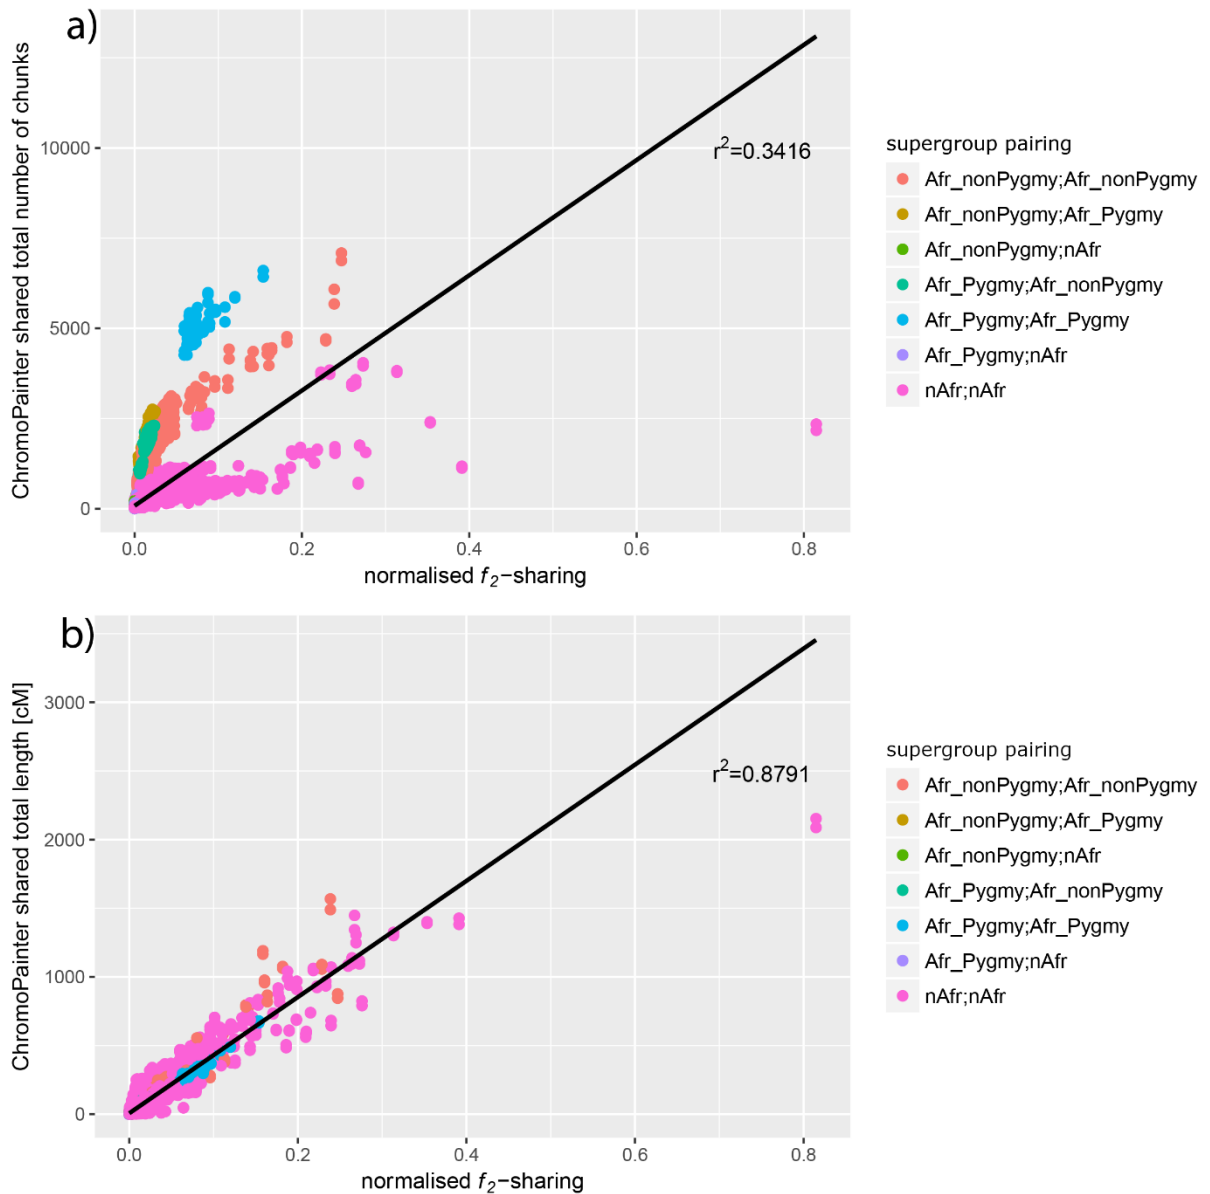 a)
ChromoPainter shared total number of chunks
10000
5000
0
r2=0.3416
0.0 0.2 0.4 0.6 0.8
normalised f2-sharing
supergroup pairing
Afr_nonPygmy;Afr_nonPygmy
Afr_nonPygmy;Afr_Pygmy
Afr_nonPygmy;nAfr
Afr_Pygmy;Afr_nonPygmy
Afr_Pygmy;Afr_Pygmy
Afr_Pygmy;nAfr
nAfr;nAfr
b)
ChromoPainter shared total length [cM]
3000
2000
1000
0
r2=0.8791
0.0 0.2 0.4 0.6 0.8
normalised f2-sharing
supergroup pairing
Afr_nonPygmy;Afr_nonPygmy
Afr_nonPygmy;Afr_Pygmy
Afr_nonPygmy;nAfr
Afr_Pygmy;Afr_nonPygmy
Afr_Pygmy;Afr_Pygmy
Afr_Pygmy;nAfr
nAfr;nAfr